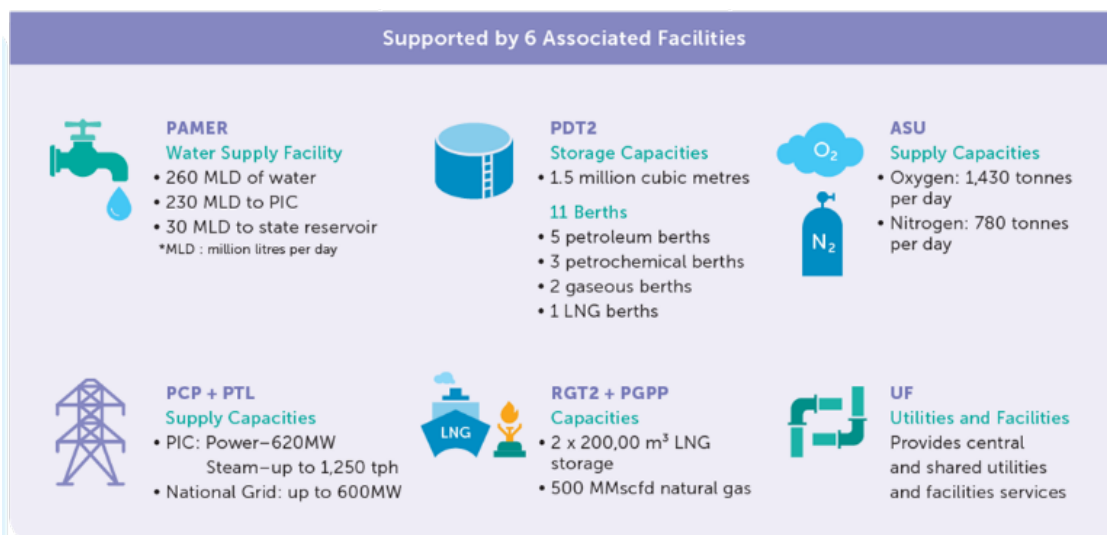 Supported by 6 Associated Facilities
PAMER
Water Supply Facility
• 260 MLD of water
• 230 MLD to PIC
• 30 MLD to state reservoir
*MLD : million litres per day
PDT2
Storage Capacities
• 1.5 million cubic metres
11 Berths
• 5 petroleum berths
• 3 petrochemical berths
• 2 gaseous berths
• 1 LNG berths
O2
N2
ASU
Supply Capacities
• Oxygen: 1,430 tonnes
per day
• Nitrogen: 780 tonnes
per day
PCP + PTL
Supply Capacities
• PIC: Power–620MW
Steam–up to 1,250 tph
• National Grid: up to 600MW
LNG
RGT2 + PGPP
Capacities
• 2 x 200,00 m³ LNG
storage
• 500 MMscfd natural gas
UF
Utilities and Facilities
Provides central
and shared utilities
and facilities services